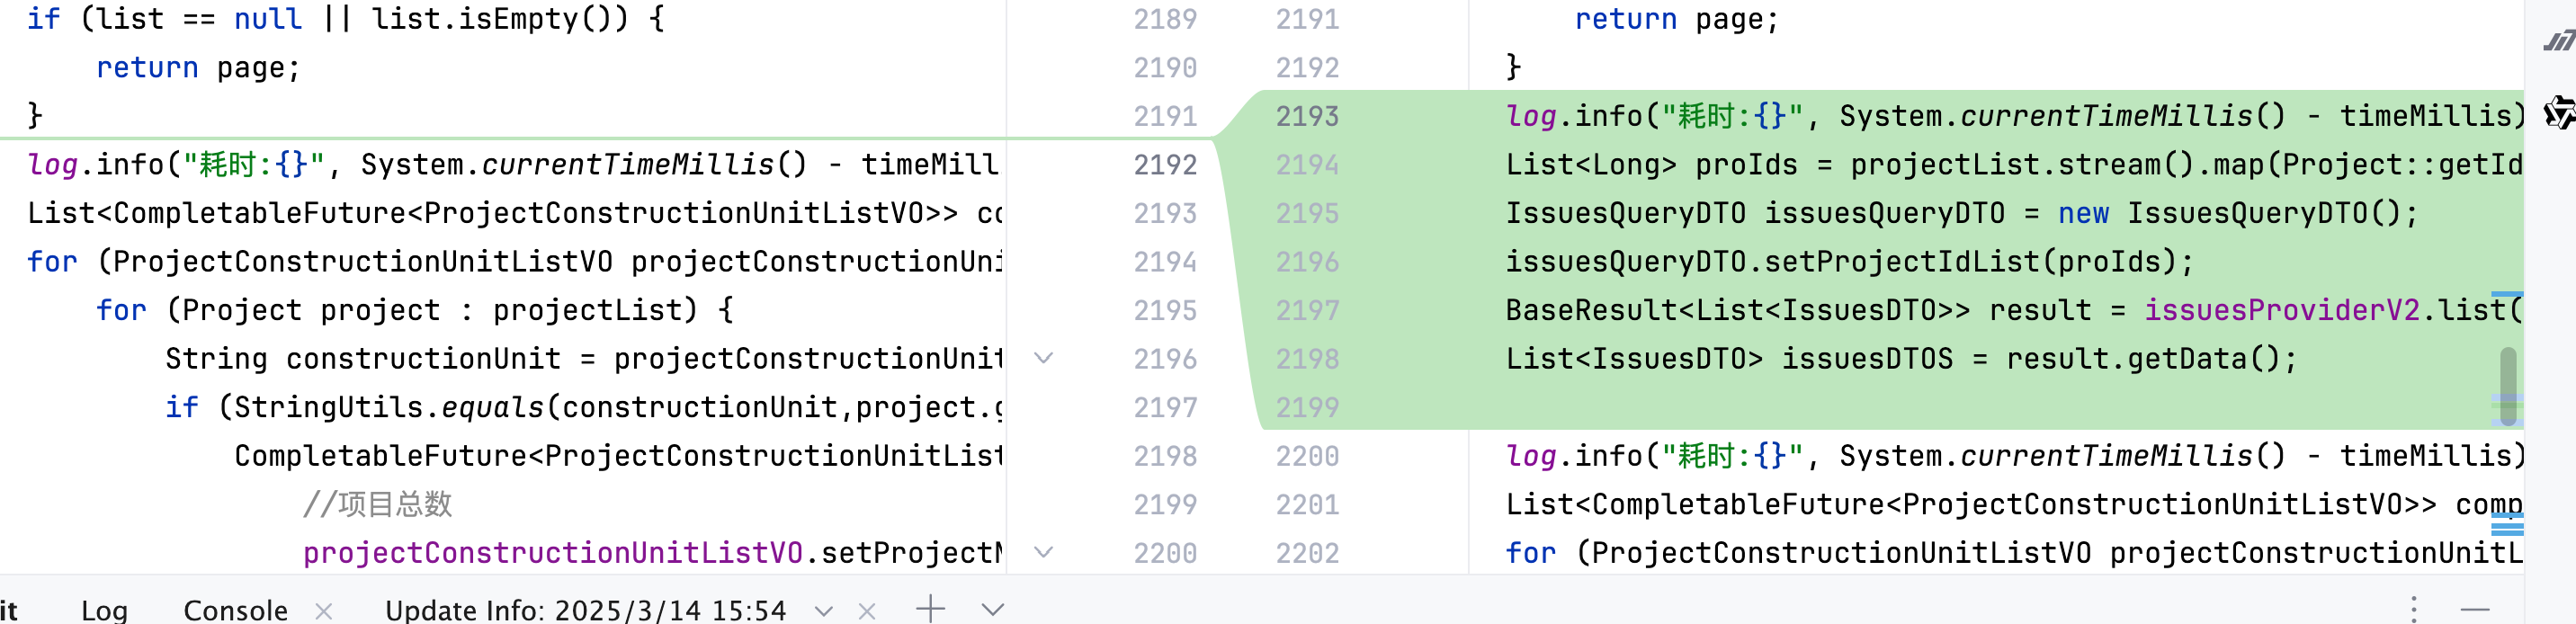 if (list == null || list.isEmpty()) {
return page;
}
log.info("耗时:{}", System.currentTimeMillis() - timeMill
List<CompletableFuture<ProjectConstructionUnitListVO>> co
for (ProjectConstructionUnitListVO projectConstructionUni
for (Project project : projectList) {
String constructionUnit = projectConstructionUnit
if (StringUtils.equals(constructionUnit,project.g
CompletableFuture<ProjectConstructionUnitList
//项目总数
projectConstructionUnitListVO.setProjectN
2189 2191
2190 2192
2191 2193
2192 2194
2193 2195
2194 2196
2195 2197
2196 2198
2197 2199
2198 2200
2199 2201
2200 2202
return page;
}
log.info("耗时:{}", System.currentTimeMillis() - timeMillis)
List<Long> proIds = projectList.stream().map(Project::getId
IssuesQueryDTO issuesQueryDTO = new IssuesQueryDTO();
issuesQueryDTO.setProjectIdList(proIds);
BaseResult<List<IssuesDTO>> result = issuesProviderV2.list(
List<IssuesDTO> issuesDTOS = result.getData();
log.info("耗时:{}", System.currentTimeMillis() - timeMillis)
List<CompletableFuture<ProjectConstructionUnitListVO>> comp
for (ProjectConstructionUnitListVO projectConstructionUnitL
it Log Console Update Info: 2025/3/14 15:54